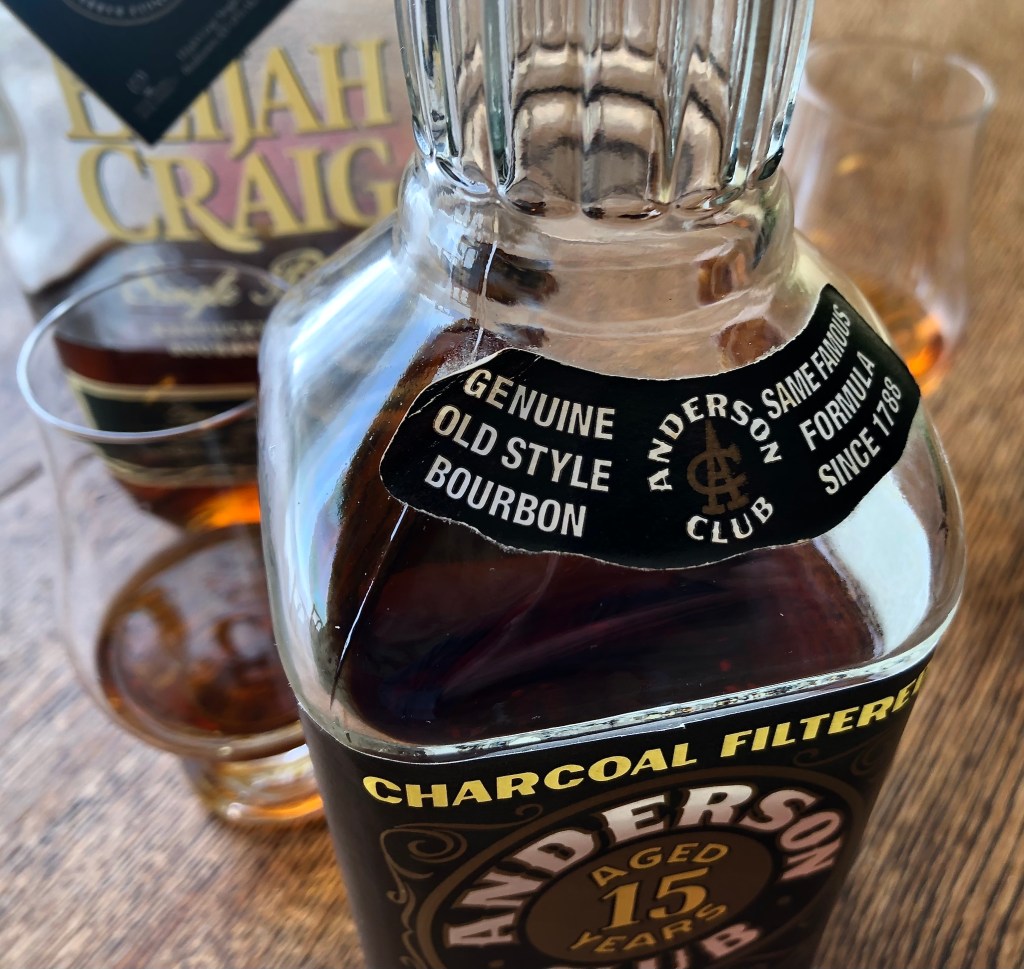 ELIJAH
CRAIG
Single
GENUINE
OLD STYLE
BOURBON
ANDERSON
CLUB
SAME FAMOUS
FORMULA
SINCE 1788
CHARCOAL FILTERED
ANDERSON
AGED
15
YEARS
CLUB